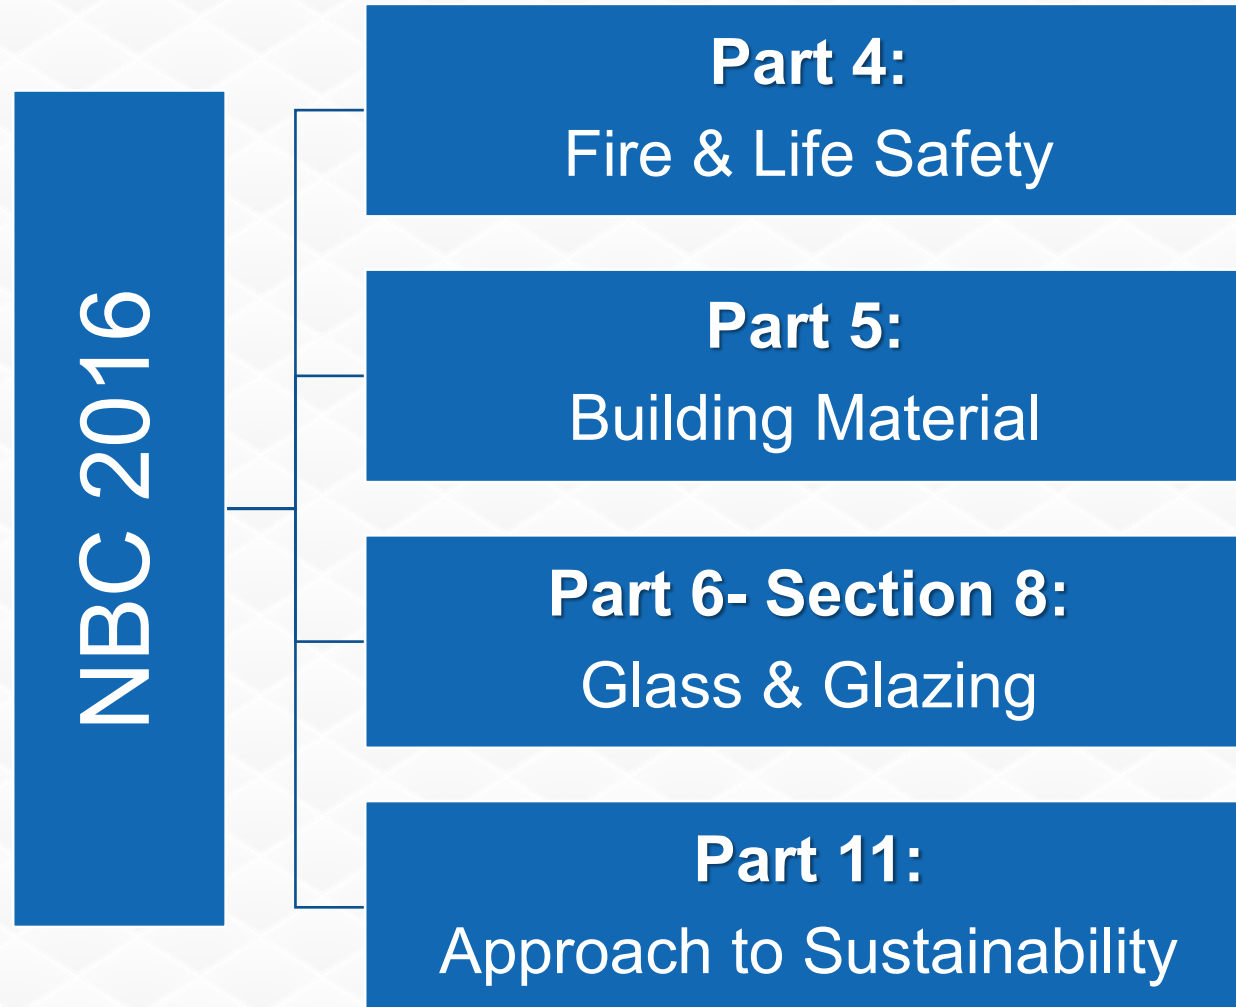 NBC 2016
Part 4:
Fire & Life Safety
Part 5:
Building Material
Part 6- Section 8:
Glass & Glazing
Part 11:
Approach to Sustainability